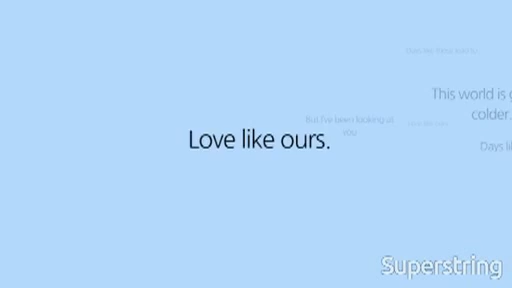 This world is
colder.
But I've been looking at
you
Love like ours.
Days li
Superstring